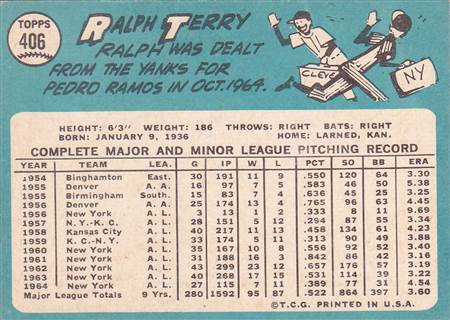 TOPPS
406
RALPH TERRY
RALPH WAS DEALT
FROM THE YANKS FOR
PEDRO RAMOS IN OCT. 1964.
CLEVE
NY
HEIGHT: 6'3" WEIGHT: 186 THROWS: RIGHT BATS: RIGHT
BORN: JANUARY 9, 1936 HOME: LARNED, KAN.
COMPLETE MAJOR AND MINOR LEAGUE PITCHING RECORD
YEAR TEAM LEA. G IP W L PCT SO BB ERA
1954 Binghamton East. 30 191 11 9 .550 120 64 3.30
1955 Denver A.A. 16 97 7 5 .583 46 50 5.38
1955 Birmingham South. 15 83 7 4 .636 45 25 3.25
1956 Denver A.A. 25 174 13 4 .765 96 63 4.45
1956 New York A.L. 3 13 1 2 .333 8 11 9.69
1957 N.Y.-K.C. A.L. 28 151 5 12 .294 87 55 3.34
1958 Kansas City A.L. 40 217 11 13 .458 134 61 4.23
1959 K.C.-N.Y. A.L. 33 174 5 11 .313 90 49 3.88
1960 New York A.L. 35 167 10 8 .556 92 52 3.40
1961 New York A.L. 31 188 16 3 .842 86 42 3.16
1962 New York A.L. 43 299 23 12 .657 176 57 3.19
1963 New York A.L. 40 268 17 15 .531 114 39 3.22
1964 New York A.L. 27 115 7 11 .389 77 31 4.54
Major League Totals 9 Yrs. 280 1592 95 87 .522 864 397 3.60
©T.C.G. PRINTED IN U.S.A.